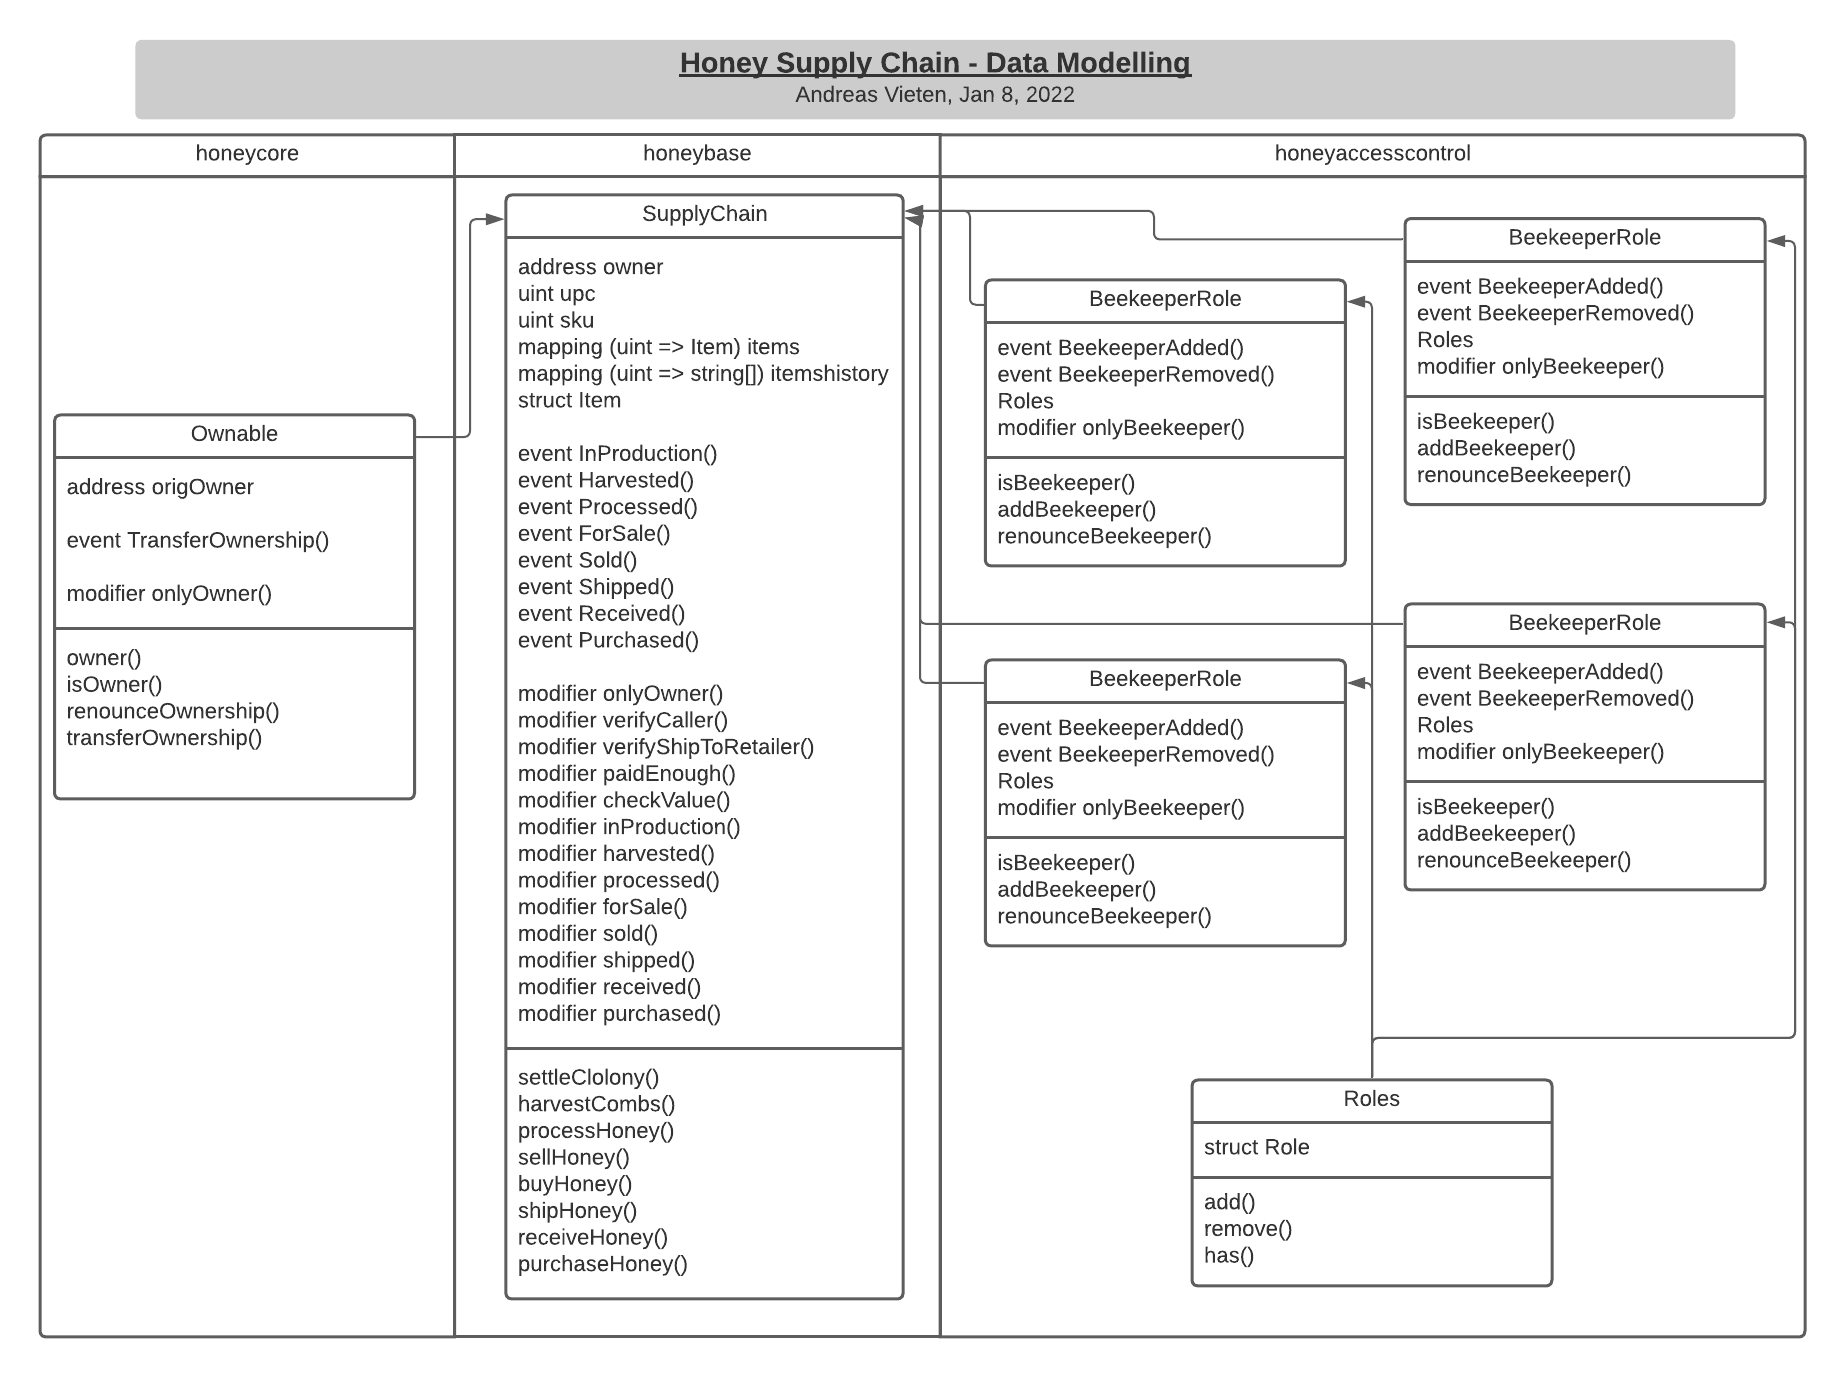 Honey Supply Chain - Data Modelling
Andreas Vieten, Jan 8, 2022
honeycore
honeybase
honeyaccesscontrol
Ownable
address origOwner
event TransferOwnership()
modifier onlyOwner()
owner()
isOwner()
renounceOwnership()
transferOwnership()
SupplyChain
address owner
uint upc
uint sku
mapping (uint => Item) items
mapping (uint => string[]) itemshistory
struct Item
event InProduction()
event Harvested()
event Processed()
event ForSale()
event Sold()
event Shipped()
event Received()
event Purchased()
modifier onlyOwner()
modifier verifyCaller()
modifier verifyShipToRetailer()
modifier paidEnough()
modifier checkValue()
modifier inProduction()
modifier harvested()
modifier processed()
modifier forSale()
modifier sold()
modifier shipped()
modifier received()
modifier purchased()
settleClolony()
harvestCombs()
processHoney()
sellHoney()
buyHoney()
shipHoney()
receiveHoney()
purchaseHoney()
BeekeeperRole
event BeekeeperAdded()
event BeekeeperRemoved()
Roles
modifier onlyBeekeeper()
isBeekeeper()
addBeekeeper()
renounceBeekeeper()
BeekeeperRole
event BeekeeperAdded()
event BeekeeperRemoved()
Roles
modifier onlyBeekeeper()
isBeekeeper()
addBeekeeper()
renounceBeekeeper()
BeekeeperRole
event BeekeeperAdded()
event BeekeeperRemoved()
Roles
modifier onlyBeekeeper()
isBeekeeper()
addBeekeeper()
renounceBeekeeper()
BeekeeperRole
event BeekeeperAdded()
event BeekeeperRemoved()
Roles
modifier onlyBeekeeper()
isBeekeeper()
addBeekeeper()
renounceBeekeeper()
Roles
struct Role
add()
remove()
has()